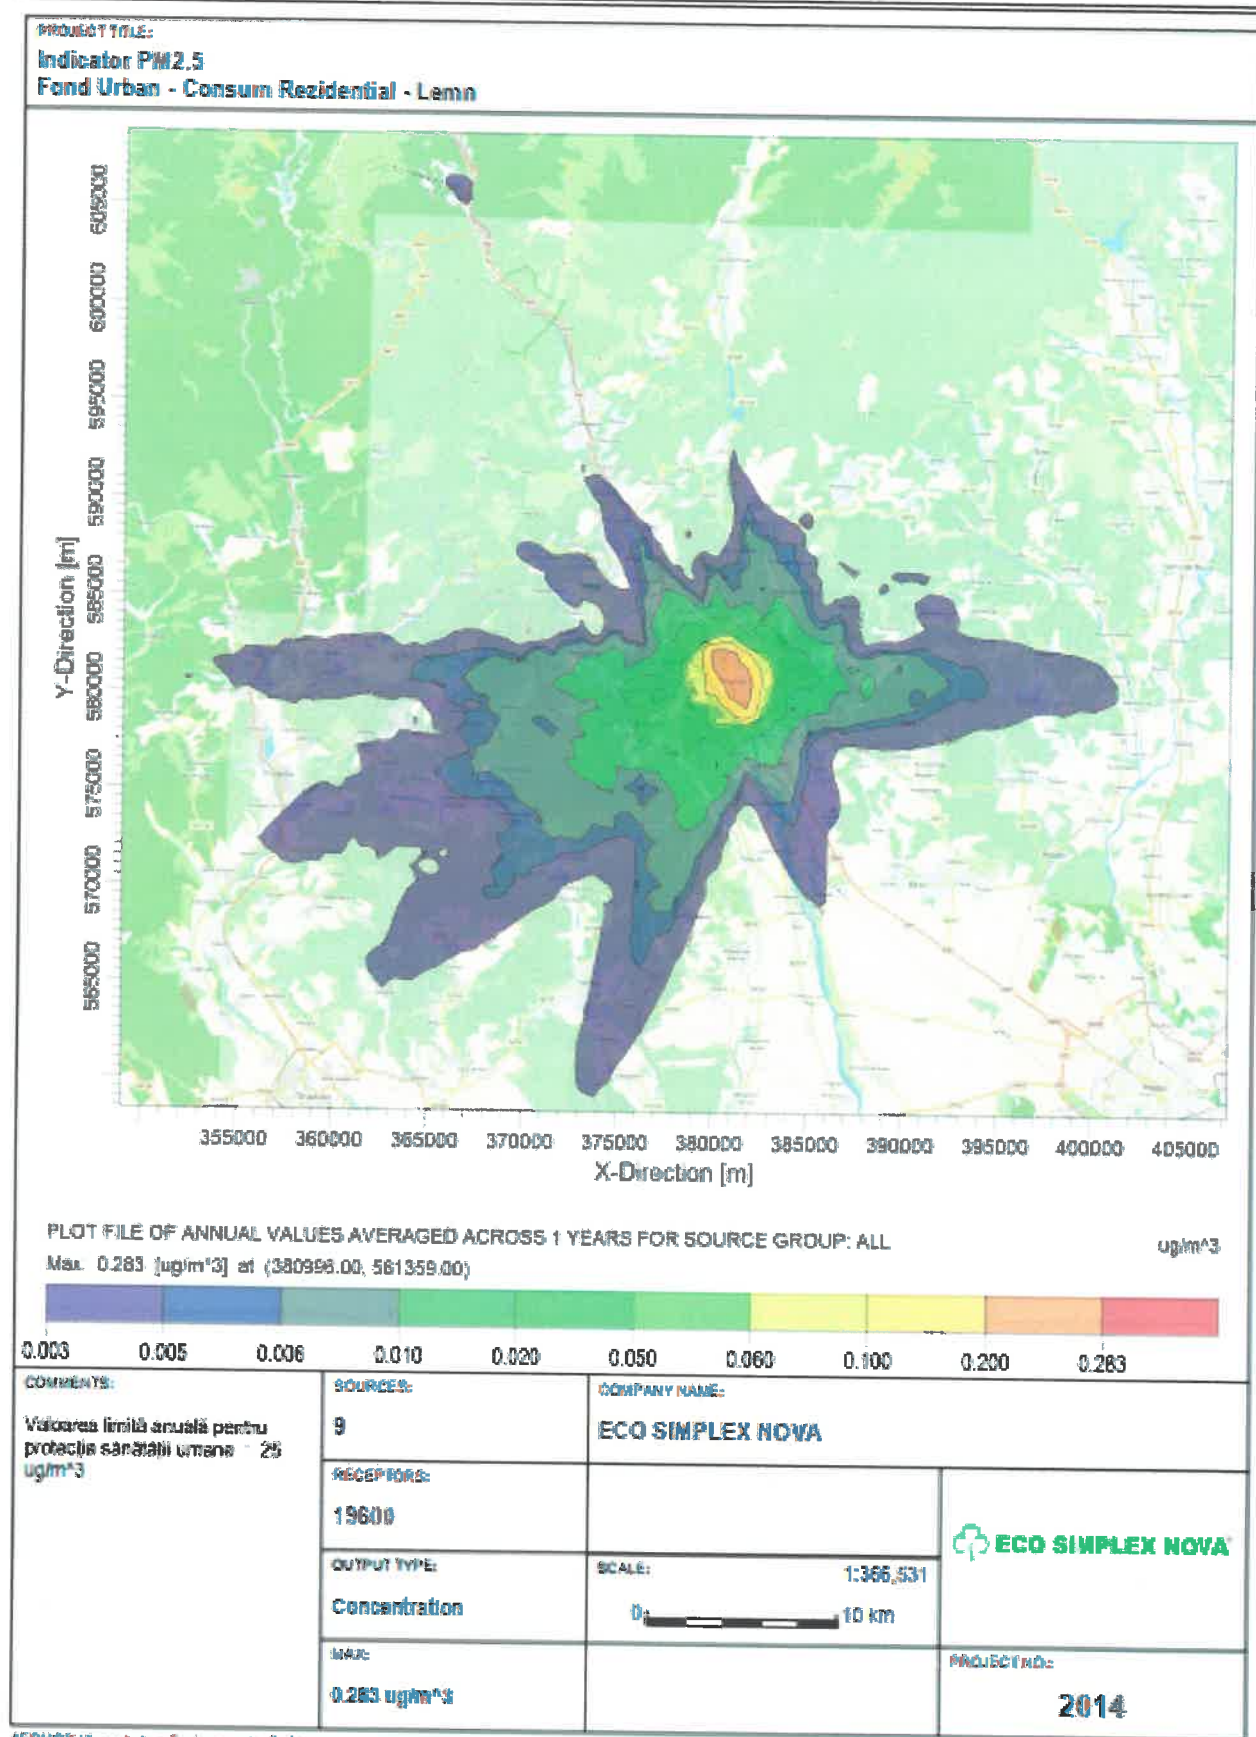 PROJECT TITLE:
Indicator PM2.5
Fond Urban - Consum Rezidential - Lemn
Y-Direction [m]
605000
600000
595000
590000
585000
580000
575000
570000
565000
355000 360000 365000 370000 375000 380000 385000 390000 395000 400000 405000
X-Direction [m]
PLOT FILE OF ANNUAL VALUES AVERAGED ACROSS 1 YEARS FOR SOURCE GROUP: ALL
ug/m^3
Max. 0.283 [ug/m^3] at (380996.00, 581359.00)
0.003 0.005 0.006 0.010 0.020 0.050 0.060 0.100 0.200 0.283
COMMENTS:
Valoarea limită anuală pentru
protecția sănătății umane 25
ug/m^3
SOURCES:
9
COMPANY NAME:
ECO SIMPLEX NOVA
RECEPTORS:
19600
OUTPUT TYPE:
Concentration
SCALE: 1:366,531
0 10 km
ECO SIMPLEX NOVA
MAX:
0.283 ug/m^3
PROJECT NO.:
2014